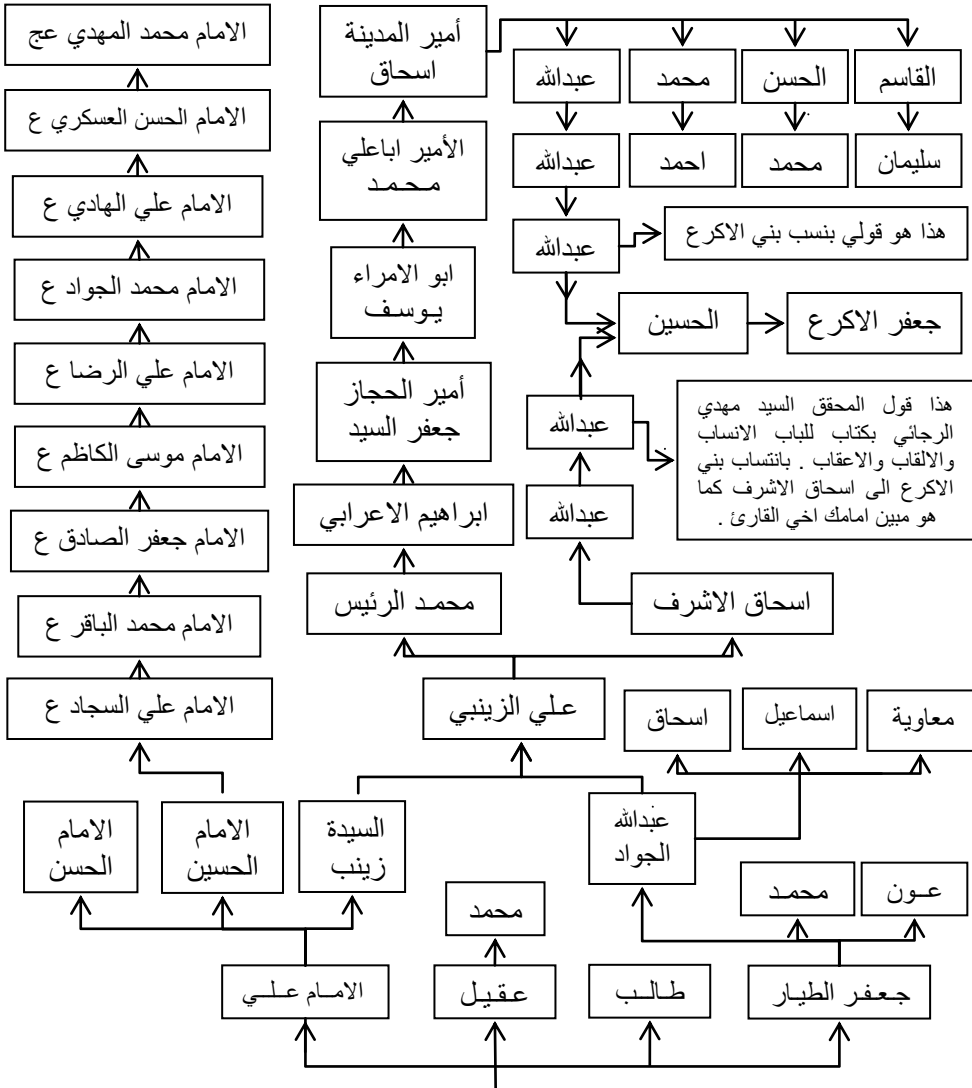 الامام محمد المهدي عج
الامام الحسن العسكري ع
الامام علي الهادي ع
الامام محمد الجواد ع
الامام علي الرضا ع
الامام موسى الكاظم ع
الامام جعفر الصادق ع
الامام محمد الباقر ع
الامام علي السجاد ع
أمير المدينة
اسحاق
الأمير اباعلي
محمد
ابو الامراء
يوسف
أمير الحجاز
جعفر السيد
ابراهيم الاعرابي
محمد الرئيس
القاسم
الحسن
محمد
عبدالله
سليمان
محمد
احمد
عبدالله
عبدالله
هذا هو قولي بنسب بني الاكرع
الحسين
جعفر الاكرع
عبدالله
هذا قول المحقق السيد مهدي
الرجائي بكتاب للباب الانساب
والالقاب والاعقاب . بانتساب بني
الاكرع الى اسحاق الاشرف كما
هو مبين امامك اخي القارئ .
عبدالله
اسحاق الاشرف
علي الزينبي
معاوية
اسماعيل
اسحاق
عبدالله
الجواد
السيدة
زينب
الامام
الحسين
الامام
الحسن
عون
محمد
محمد
جعفر الطيار
طالب
عقيل
الامام علي